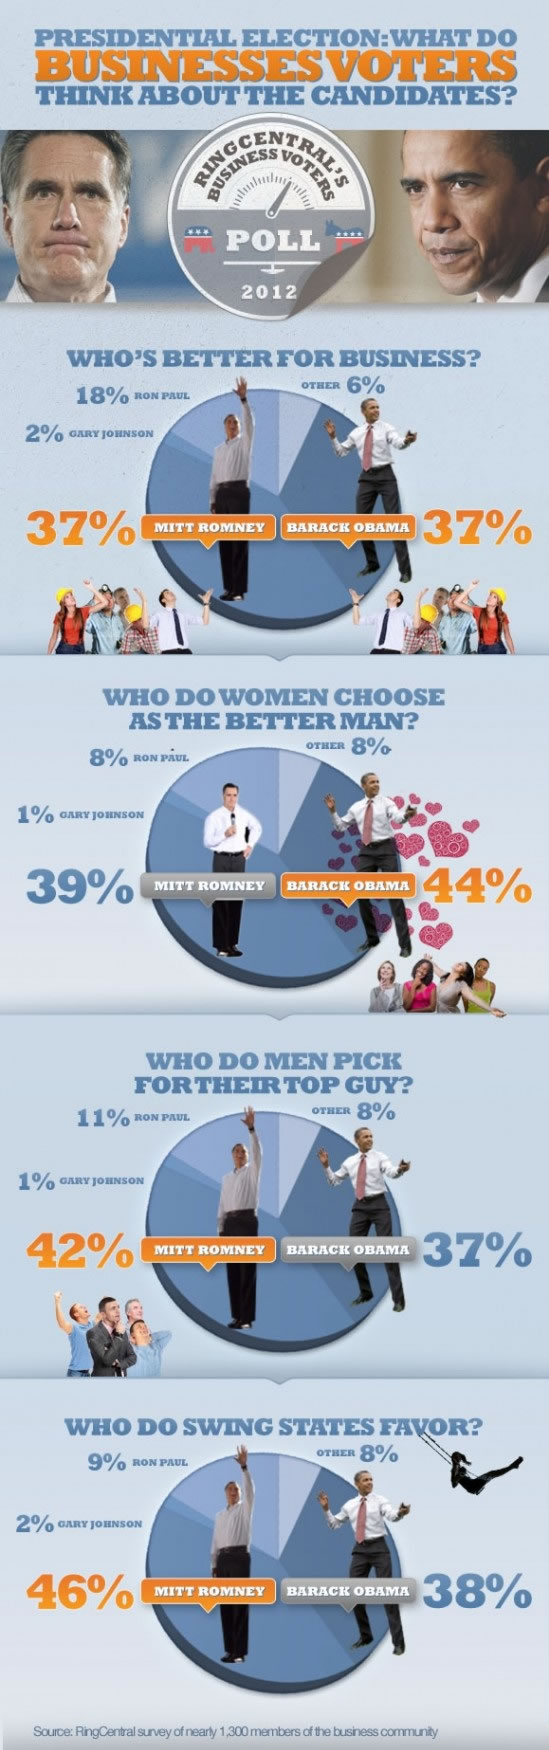 PRESIDENTIAL ELECTION: WHAT DO
BUSINESSES VOTERS
THINK ABOUT THE CANDIDATES?
RINGCENTRAL'S
BUSINESS VOTERS
POLL
2012
WHO'S BETTER FOR BUSINESS?
18% RON PAUL
OTHER 6%
2% GARY JOHNSON
37% MITT ROMNEY BARACK OBAMA 37%
WHO DO WOMEN CHOOSE
AS THE BETTER MAN?
8% RON PAUL
OTHER 8%
1% GARY JOHNSON
39% MITT ROMNEY BARACK OBAMA 44%
WHO DO MEN PICK
FOR THEIR TOP GUY?
11% RON PAUL
OTHER 8%
1% GARY JOHNSON
42% MITT ROMNEY BARACK OBAMA 37%
WHO DO SWING STATES FAVOR?
9% RON PAUL
OTHER 8%
2% GARY JOHNSON
46% MITT ROMNEY BARACK OBAMA 38%
Source: RingCentral survey of nearly 1,300 members of the business community